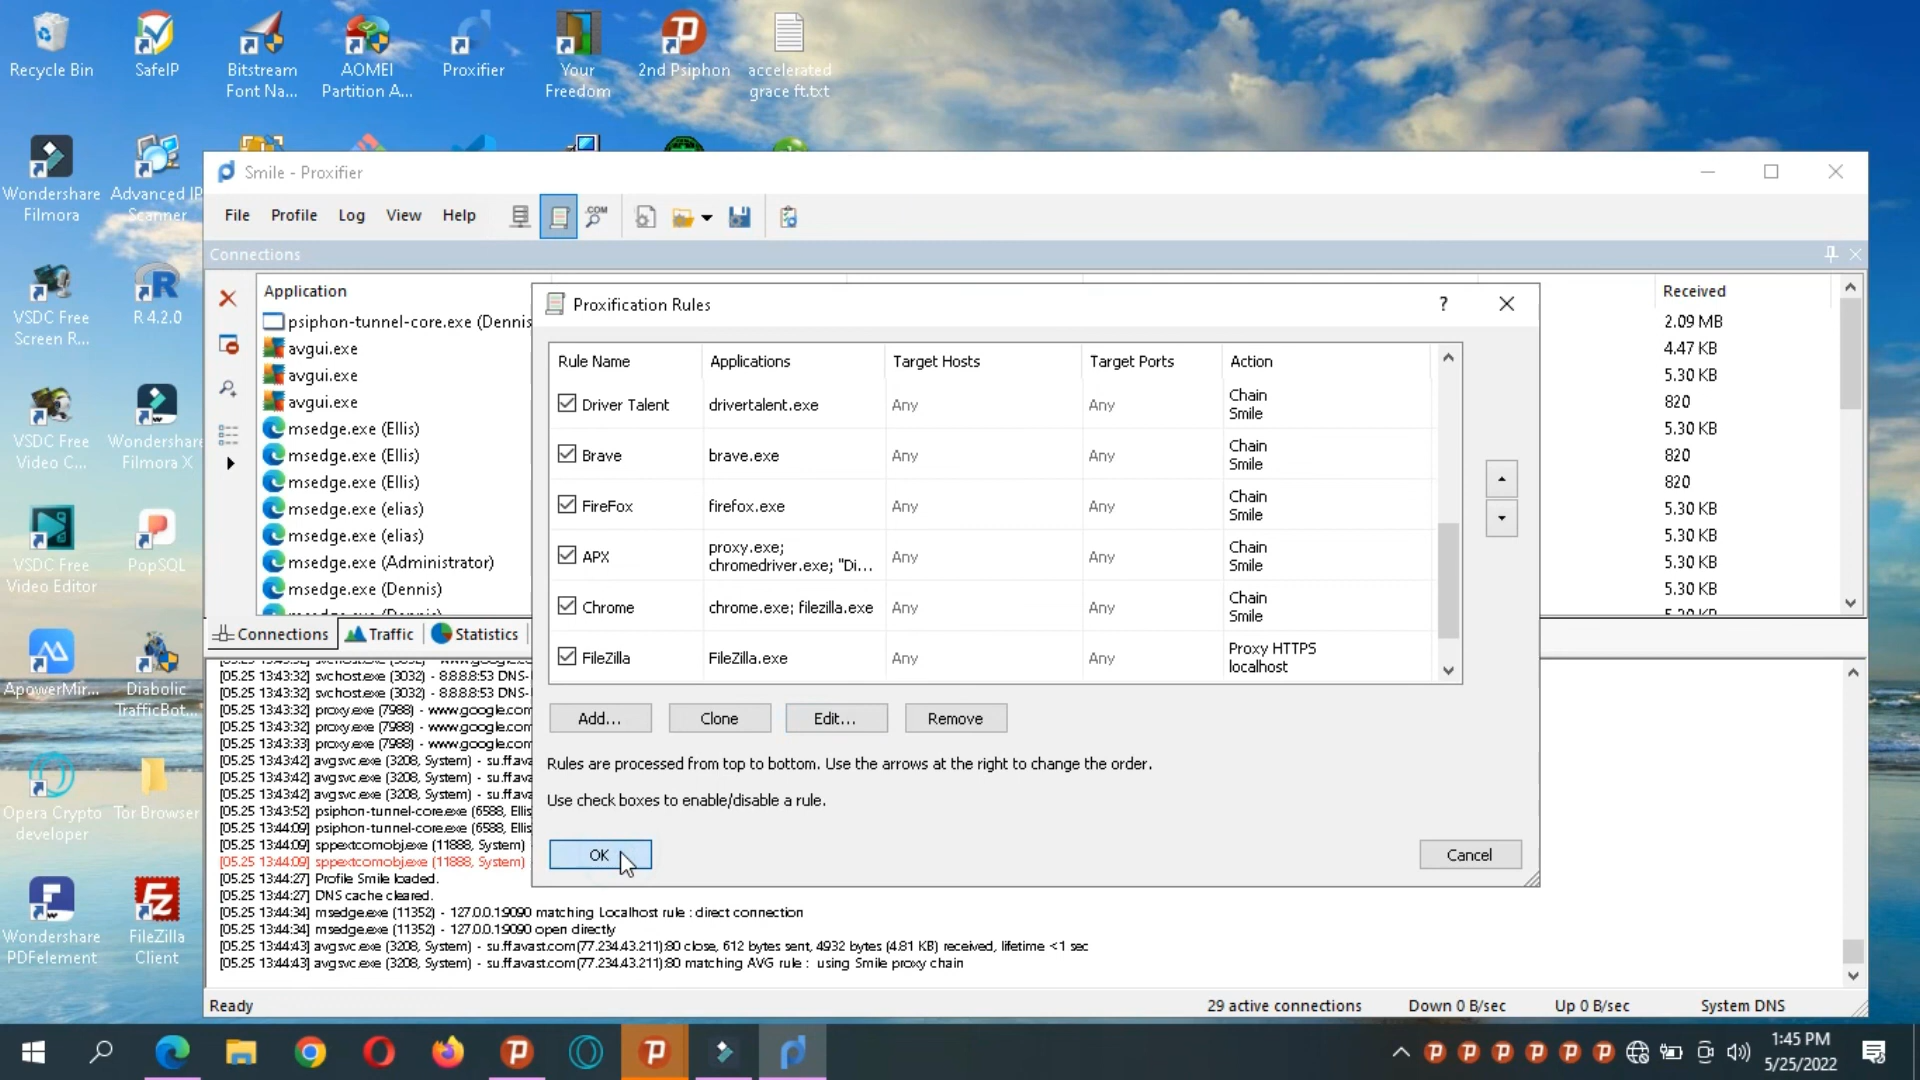 Recycle Bin
SafeIP
Bitstream
Font Na...
AOMEI
Partition A...
Proxifier
Your
Freedom
2nd Psiphon
accelerated
grace ft.txt
Wondershare
Filmora
Advanced IP
Scanner
VSDC Free
Screen R...
R 4.2.0
VSDC Free
Video C...
Wondershare
Filmora X
VSDC Free
Video Editor
PopSQL
ApowerMir...
Diabolic
TrafficBot...
Opera Crypto
developer
Tor Browser
Wondershare
PDFelement
FileZilla
Client
Smile - Proxifier
File Profile Log View Help
.COM
Connections
Application
Received
psiphon-tunnel-core.exe (Dennis
2.09 MB
avgui.exe
4.47 KB
avgui.exe
5.30 KB
avgui.exe
820
msedge.exe (Ellis)
5.30 KB
msedge.exe (Ellis)
820
msedge.exe (Ellis)
820
msedge.exe (elias)
5.30 KB
msedge.exe (elias)
5.30 KB
msedge.exe (Administrator)
5.30 KB
msedge.exe (Dennis)
5.30 KB
Connections Traffic Statistics
Proxification Rules
?
Rule Name Applications Target Hosts Target Ports Action
Driver Talent drivertalent.exe Any Any Chain
Smile
Brave brave.exe Any Any Chain
Smile
FireFox firefox.exe Any Any Chain
Smile
APX proxy.exe;
chromedriver.exe; "Di... Any Any Chain
Smile
Chrome chrome.exe; filezilla.exe Any Any Chain
Smile
FileZilla FileZilla.exe Any Any Proxy HTTPS
localhost
Add... Clone Edit... Remove
Rules are processed from top to bottom. Use the arrows at the right to change the order.
Use check boxes to enable/disable a rule.
OK Cancel
[05.25 13:43:32] svchost.exe (3032) - 8.8.8.8:53 DNS-
[05.25 13:43:32] svchost.exe (3032) - 8.8.8.8:53 DNS-
[05.25 13:43:32] proxy.exe (7988) - www.google.com
[05.25 13:43:32] proxy.exe (7988) - www.google.com
[05.25 13:43:33] proxy.exe (7988) - www.google.com
[05.25 13:43:42] avgsvc.exe (3208, System) - su.ff.ava
[05.25 13:43:42] avgsvc.exe (3208, System) - su.ff.ava
[05.25 13:43:42] avgsvc.exe (3208, System) - su.ff.ava
[05.25 13:43:52] psiphon-tunnel-core.exe (6588, Ellis
[05.25 13:44:09] psiphon-tunnel-core.exe (6588, Ellis
[05.25 13:44:09] sppextcomobj.exe (11888, System)
[05.25 13:44:09] sppextcomobj.exe (11888, System)
[05.25 13:44:27] Profile Smile loaded.
[05.25 13:44:27] DNS cache cleared.
[05.25 13:44:34] msedge.exe (11352) - 127.0.0.1:9090 matching Localhost rule : direct connection
[05.25 13:44:34] msedge.exe (11352) - 127.0.0.1:9090 open directly
[05.25 13:44:43] avgsvc.exe (3208, System) - su.ff.avast.com(77.234.43.211):80 close, 612 bytes sent, 4932 bytes (4.81 KB) received, lifetime <1 sec
[05.25 13:44:43] avgsvc.exe (3208, System) - su.ff.avast.com(77.234.43.211):80 matching AVG rule : using Smile proxy chain
Ready
29 active connections Down 0 B/sec Up 0 B/sec System DNS
1:45 PM
5/25/2022